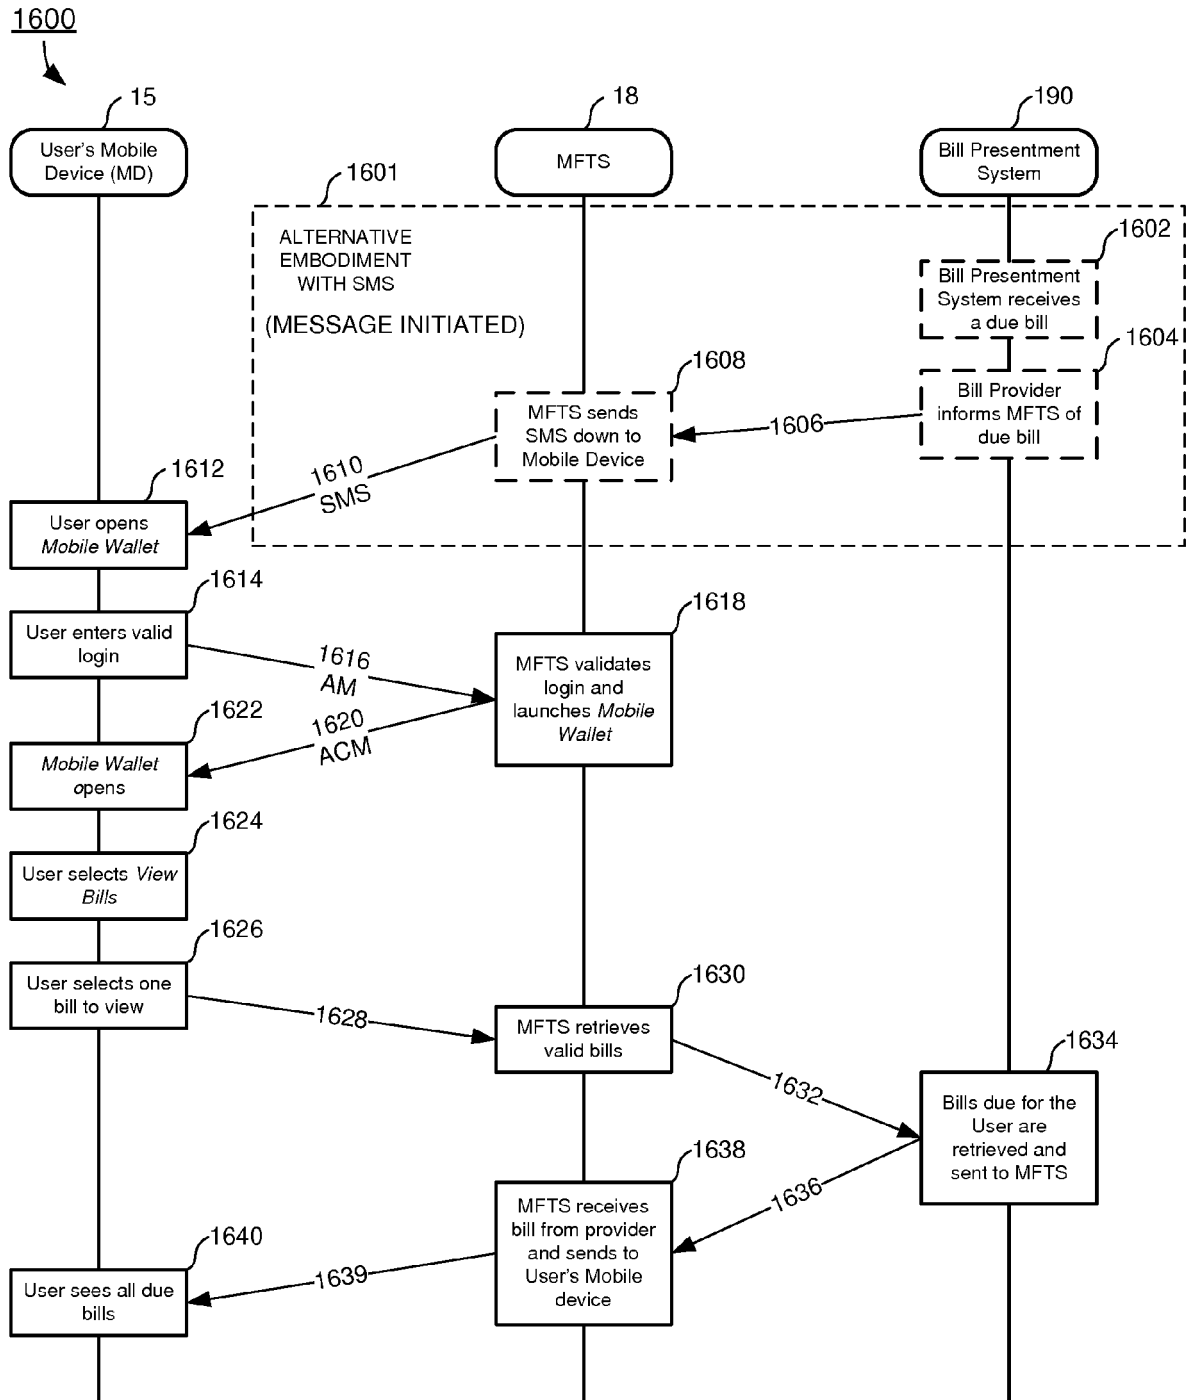 1600
15
18
190
User's Mobile
Device (MD)
MFTS
Bill Presentment
System
1601
ALTERNATIVE
EMBODIMENT
WITH SMS
(MESSAGE INITIATED)
1602
Bill Presentment
System receives
a due bill
1604
Bill Provider
informs MFTS of
due bill
1606
1608
MFTS sends
SMS down to
Mobile Device
1610
SMS
1612
User opens
Mobile Wallet
1614
User enters valid
login
1616
AM
1618
MFTS validates
login and
launches Mobile
Wallet
1620
ACM
1622
Mobile Wallet
opens
1624
User selects View
Bills
1626
User selects one
bill to view
1628
1630
MFTS retrieves
valid bills
1632
1634
Bills due for the
User are
retrieved and
sent to MFTS
1636
1638
MFTS receives
bill from provider
and sends to
User's Mobile
device
1639
1640
User sees all due
bills